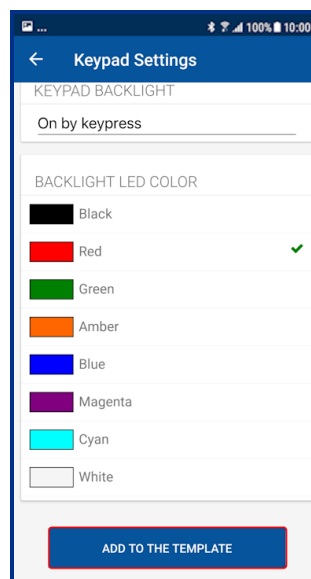 ... 100% 10:00
Keypad Settings
KEYPAD BACKLIGHT
On by keypress
BACKLIGHT LED COLOR
Black
Red
Green
Amber
Blue
Magenta
Cyan
White
ADD TO THE TEMPLATE